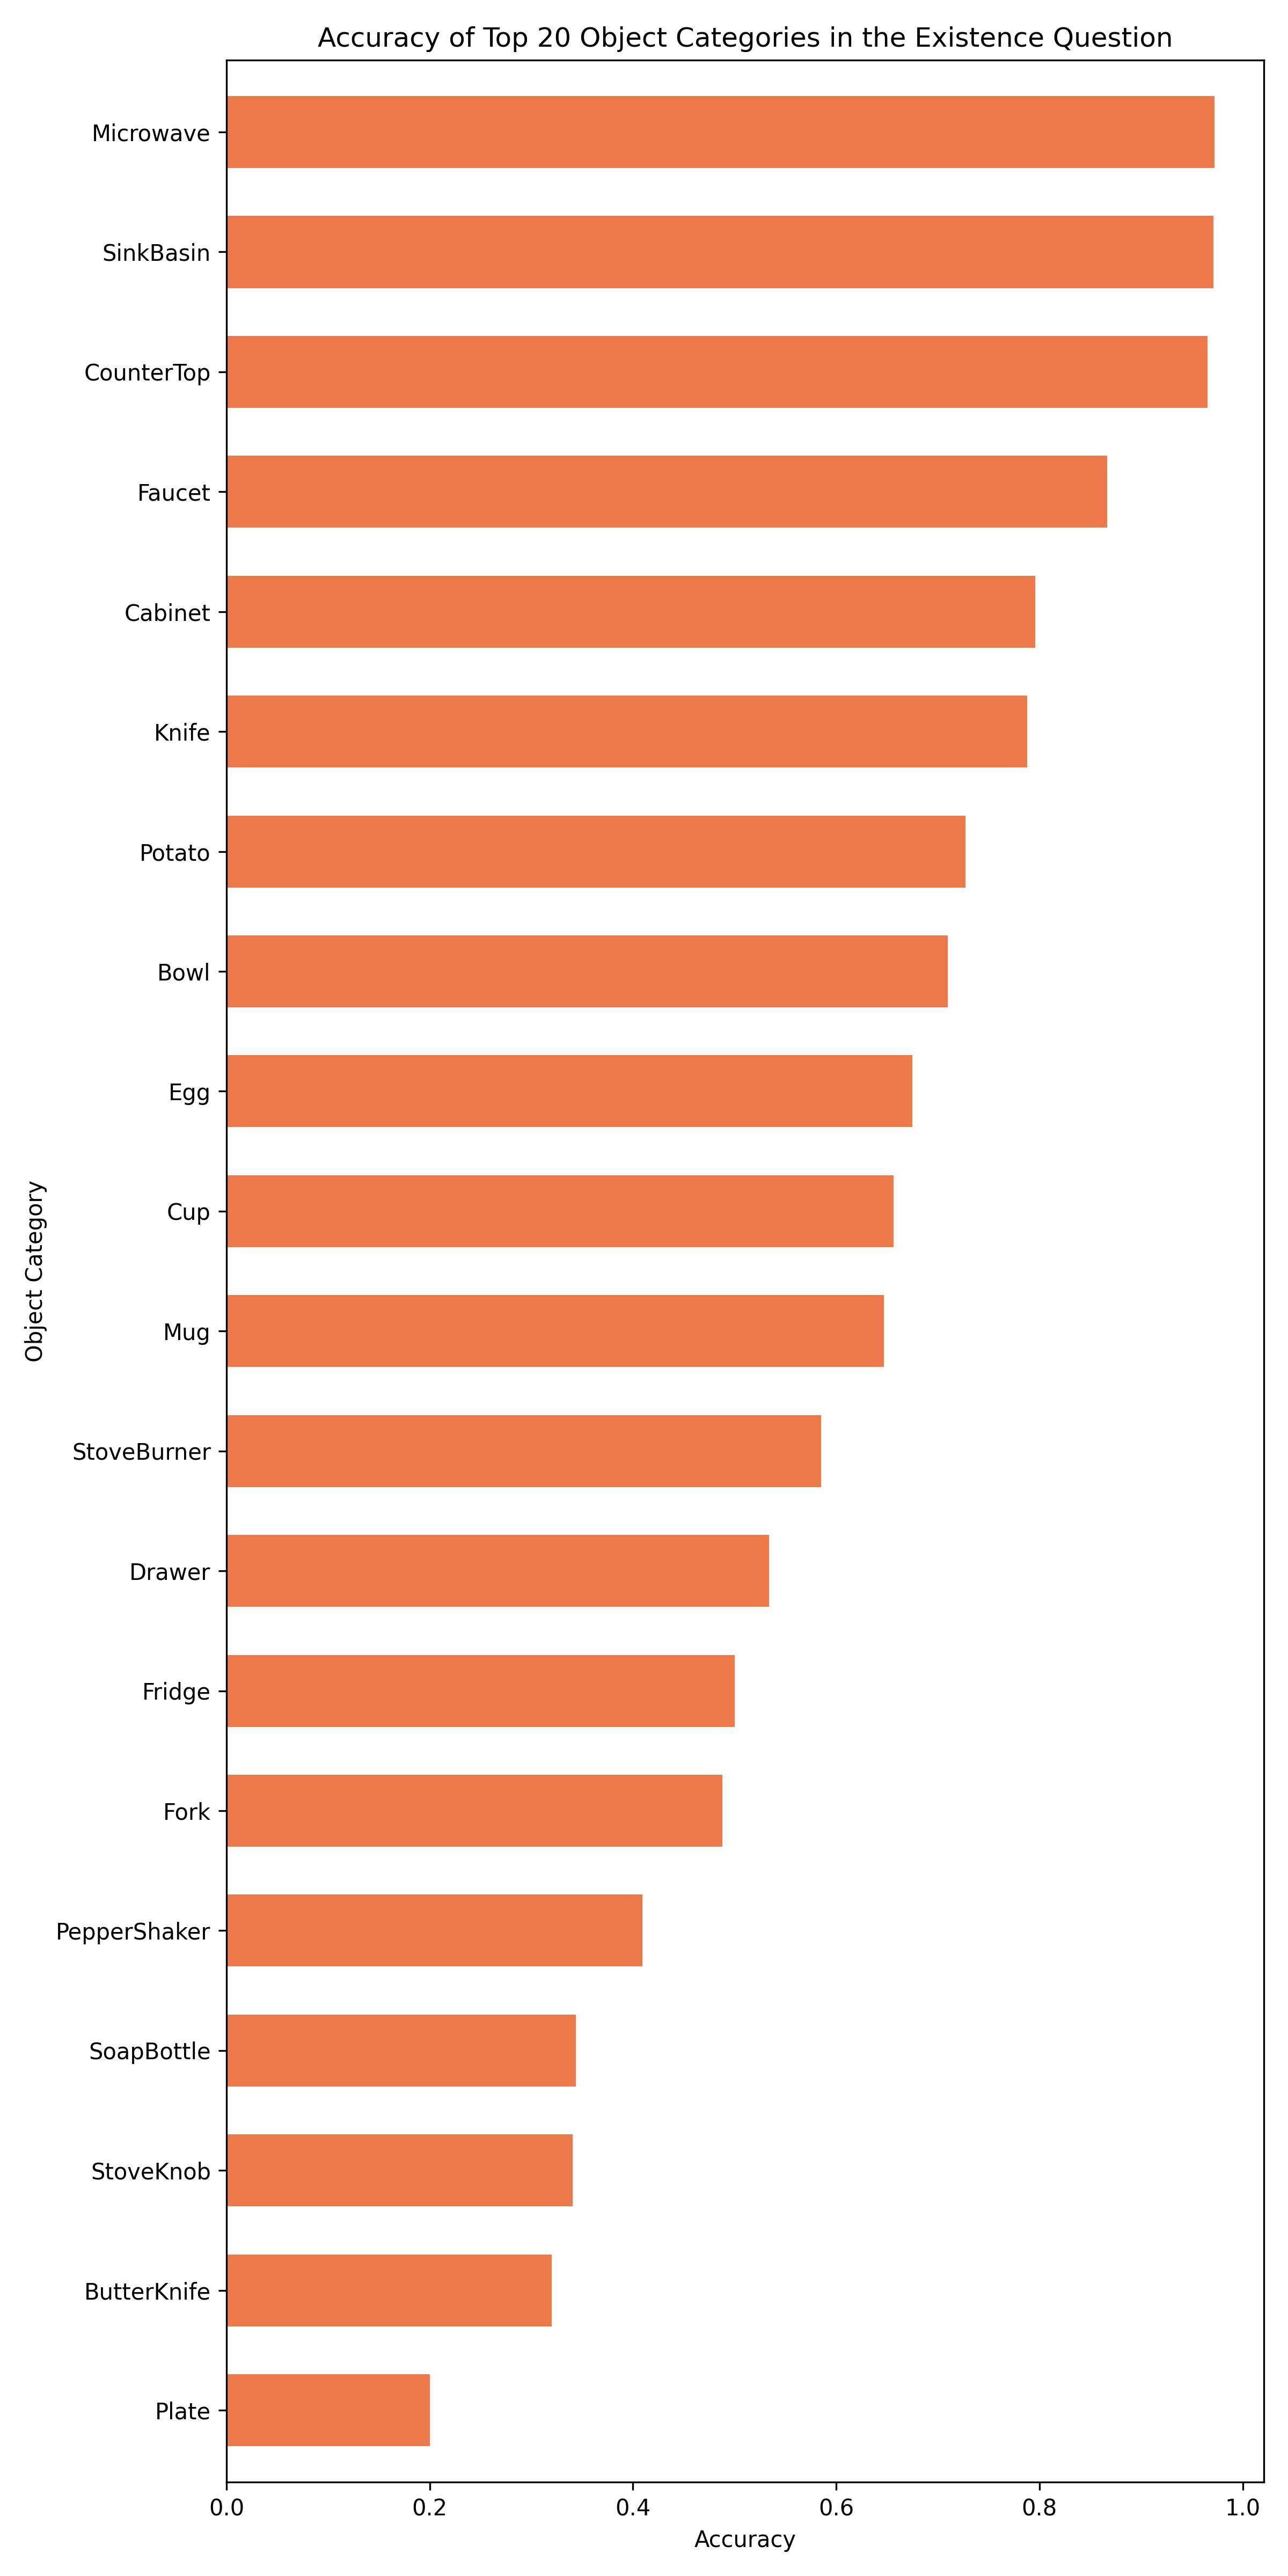 Accuracy of Top 20 Object Categories in the Existence Question
Microwave
SinkBasin
CounterTop
Faucet
Cabinet
Knife
Potato
Bowl
Egg
Cup
Mug
StoveBurner
Drawer
Fridge
Fork
PepperShaker
SoapBottle
StoveKnob
ButterKnife
Plate
Object Category
0.0 0.2 0.4 0.6 0.8 1.0
Accuracy